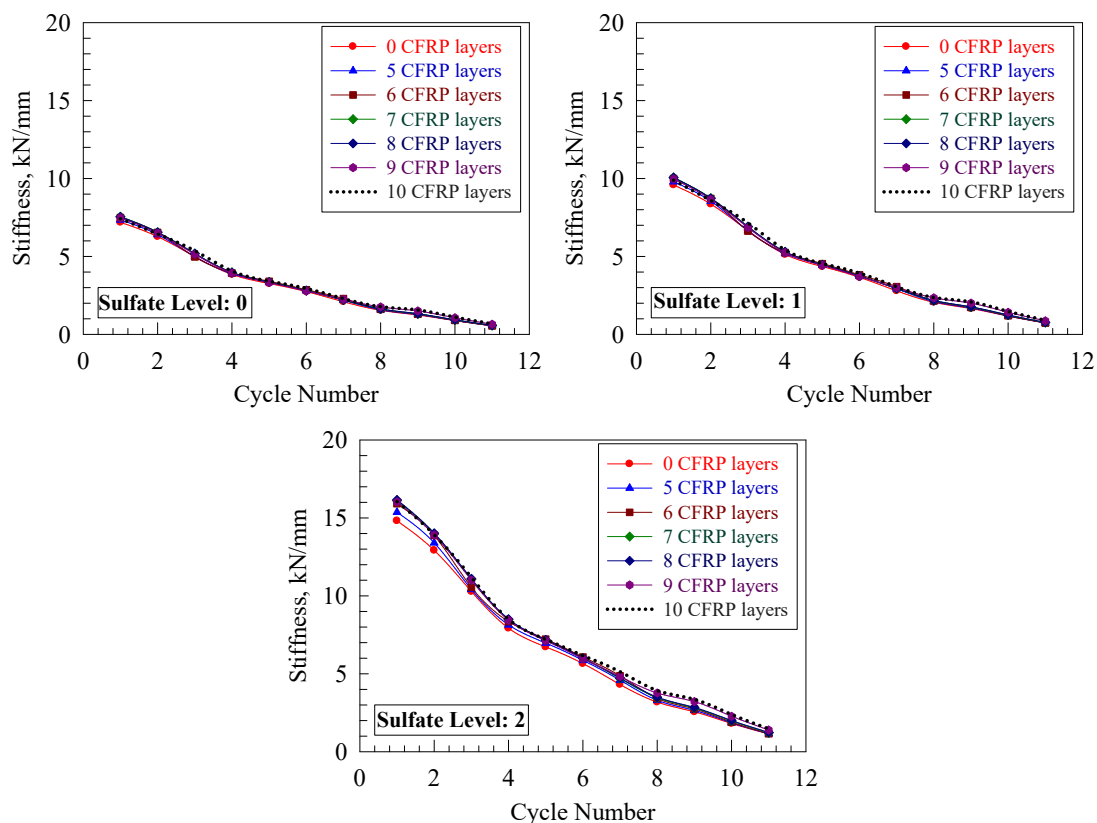 20
15
10
5
0
Stiffness, kN/mm
0 CFRP layers
5 CFRP layers
6 CFRP layers
7 CFRP layers
8 CFRP layers
9 CFRP layers
10 CFRP layers
Sulfate Level: 0
0 2 4 6 8 10 12
Cycle Number
20
15
10
5
0
Stiffness, kN/mm
0 CFRP layers
5 CFRP layers
6 CFRP layers
7 CFRP layers
8 CFRP layers
9 CFRP layers
10 CFRP layers
Sulfate Level: 1
0 2 4 6 8 10 12
Cycle Number
20
15
10
5
0
Stiffness, kN/mm
0 CFRP layers
5 CFRP layers
6 CFRP layers
7 CFRP layers
8 CFRP layers
9 CFRP layers
10 CFRP layers
Sulfate Level: 2
0 2 4 6 8 10 12
Cycle Number